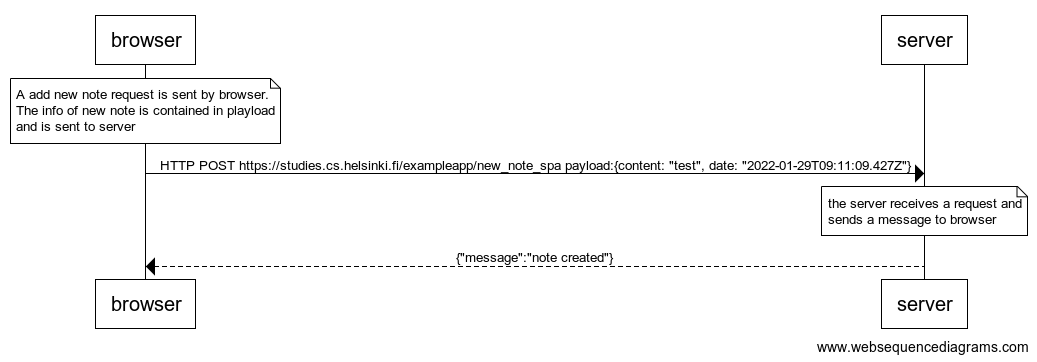 browser
server
A add new note request is sent by browser.
The info of new note is contained in playload
and is sent to server
HTTP POST https://studies.cs.helsinki.fi/exampleapp/new_note_spa payload:{content: "test", date: "2022-01-29T09:11:09.427Z"}
the server receives a request and
sends a message to browser
{"message":"note created"}
browser
server
www.websequencediagrams.com